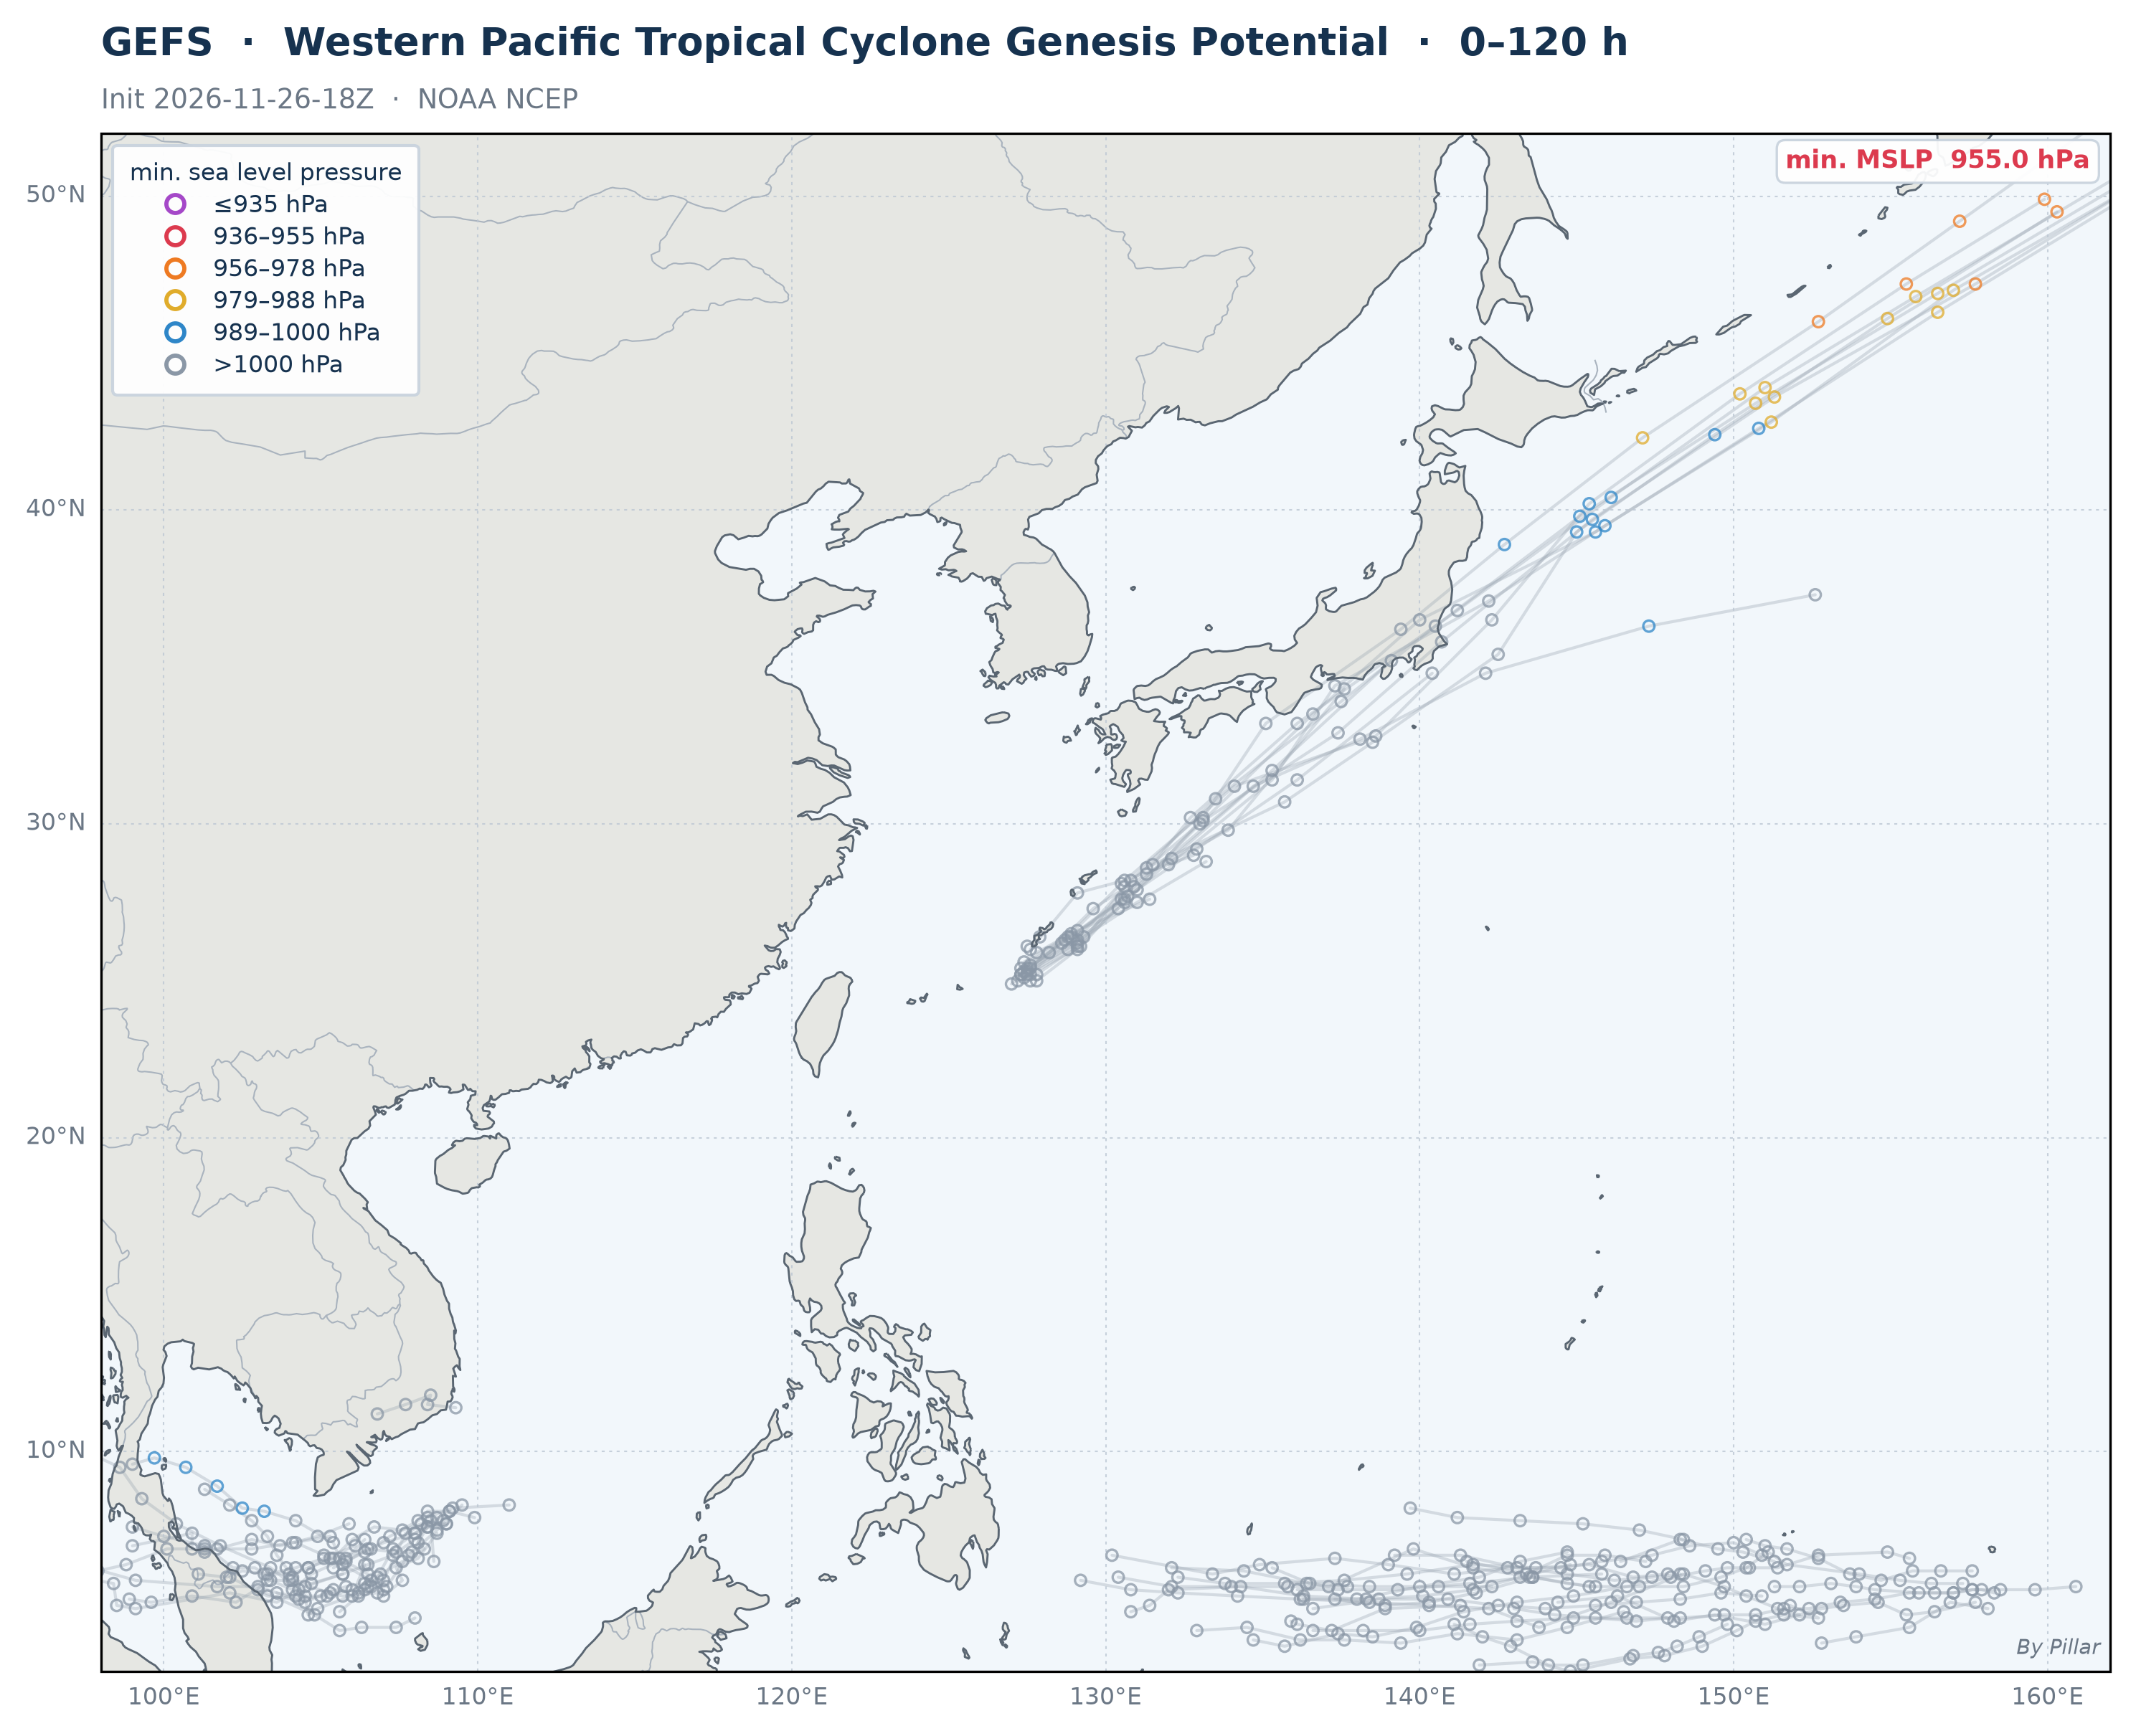 GEFS · Western Pacific Tropical Cyclone Genesis Potential · 0–120 h
Init 2026-11-26-18Z · NOAA NCEP
min. sea level pressure
≤935 hPa
936–955 hPa
956–978 hPa
979–988 hPa
989–1000 hPa
>1000 hPa
min. MSLP 955.0 hPa
50°N
40°N
30°N
20°N
10°N
By Pillar
100°E
110°E
120°E
130°E
140°E
150°E
160°E